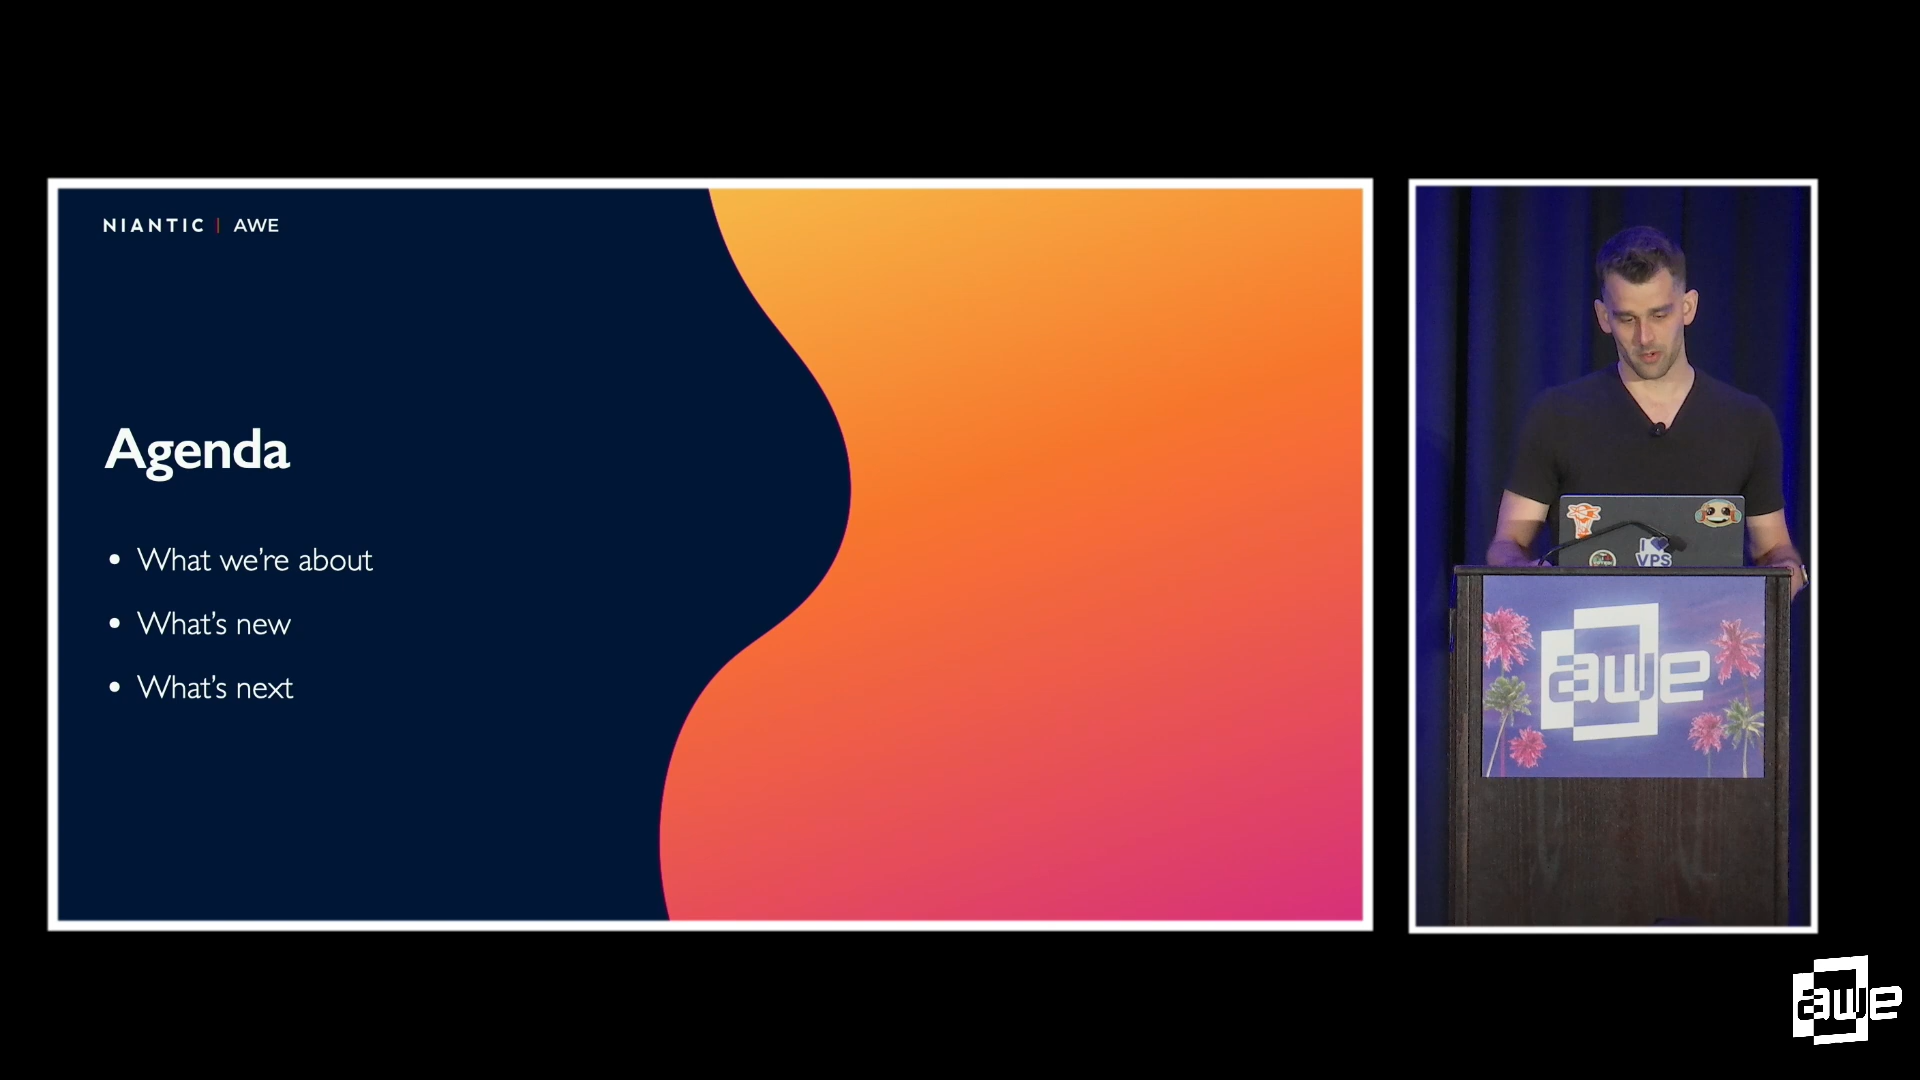 NIANTIC | AWE
Agenda
• What we're about
• What's new
• What's next
I
VPS
awe
awe